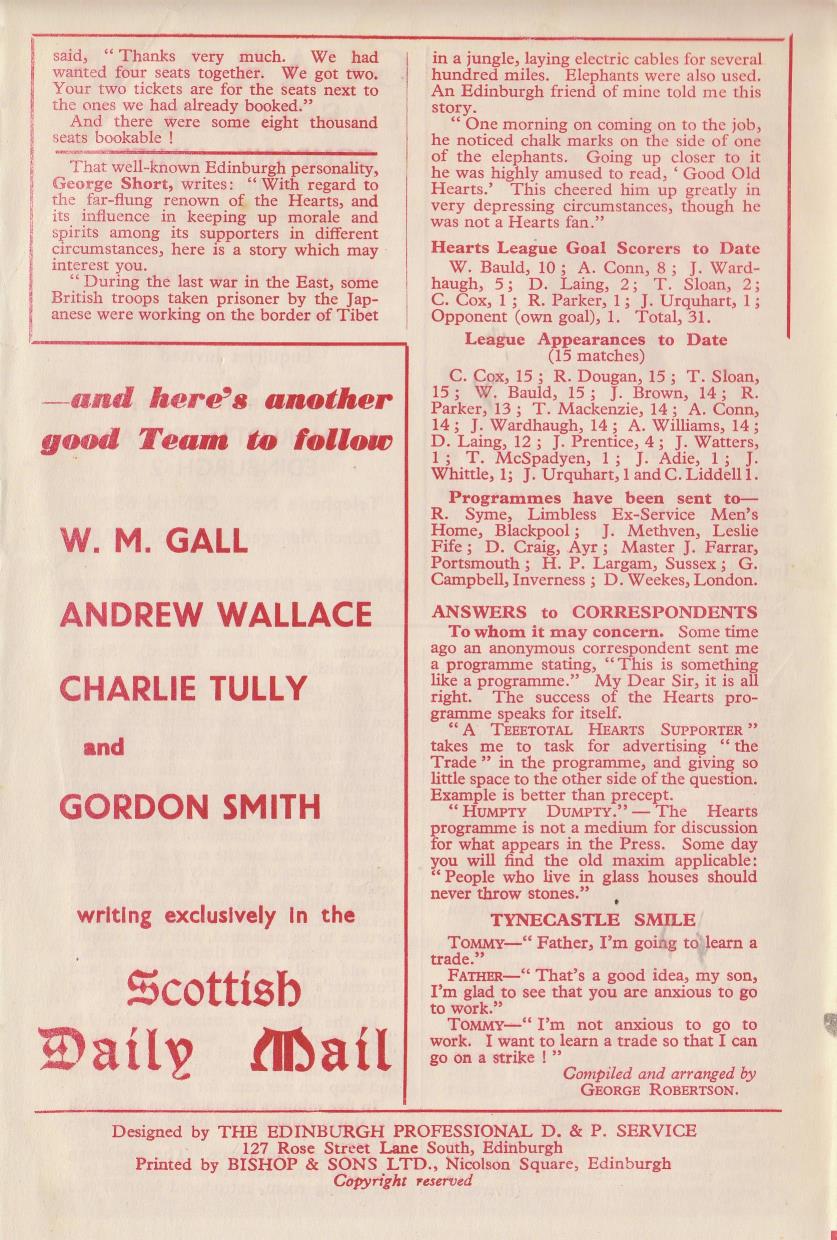 said, “ Thanks very much. We had
wanted four seats together. We got two.
Your two tickets are for the seats next to
the ones we had already booked.”
And there were some eight thousand
seats bookable !
That well-known Edinburgh personality,
George Short, writes: “ With regard to
the far-flung renown of the Hearts, and
its influence in keeping up morale and
spirits among its supporters in different
circumstances, here is a story which may
interest you.
“ During the last war in the East, some
British troops taken prisoner by the Jap-
anese were working on the border of Tibet
in a jungle, laying electric cables for several
hundred miles. Elephants were also used.
An Edinburgh friend of mine told me this
story.
“ One morning on coming on to the job,
he noticed chalk marks on the side of one
of the elephants. Going up closer to it
he was highly amused to read, ‘ Good Old
Hearts.’ This cheered him up greatly in
very depressing circumstances, though he
was not a Hearts fan.”
Hearts League Goal Scorers to Date
W. Bauld, 10 ; A. Conn, 8 ; J. Ward-
haugh, 5 ; D. Laing, 2 ; T. Sloan, 2 ;
C. Cox, 1 ; R. Parker, 1 ; J. Urquhart, 1 ;
Opponent (own goal), 1. Total, 31.
League Appearances to Date
(15 matches)
C. Cox, 15 ; R. Dougan, 15 ; T. Sloan,
15 ; W. Bauld, 15 ; J. Brown, 14 ; R.
Parker, 13 ; T. Mackenzie, 14 ; A. Conn,
14 ; J. Wardhaugh, 14 ; A. Williams, 14 ;
D. Laing, 12 ; J. Prentice, 4 ; J. Watters,
1 ; T. McSpadyen, 1 ; J. Adie, 1 ; J.
Whittle, 1; J. Urquhart, 1 and C. Liddell 1.
Programmes have been sent to—
R. Syme, Limbless Ex-Service Men’s
Home, Blackpool ; J. Methven, Leslie
Fife ; D. Craig, Ayr ; Master J. Farrar,
Portsmouth ; H. P. Largam, Sussex ; G.
Campbell, Inverness ; D. Weekes, London.
ANSWERS to CORRESPONDENTS
To whom it may concern. Some time
ago an anonymous correspondent sent me
a programme stating, “ This is something
like a programme.” My Dear Sir, it is all
right. The success of the Hearts pro-
gramme speaks for itself.
“ A TEEETOTAL HEARTS SUPPORTER ”
takes me to task for advertising “ the
Trade ” in the programme, and giving so
little space to the other side of the question.
Example is better than precept.
“ HUMPTY DUMPTY.” — The Hearts
programme is not a medium for discussion
for what appears in the Press. Some day
you will find the old maxim applicable:
“ People who live in glass houses should
never throw stones.”
TYNECASTLE SMILE
TOMMY—“ Father, I’m going to learn a
trade.”
FATHER—“ That’s a good idea, my son,
I’m glad to see that you are anxious to go
to work.”
TOMMY—“ I’m not anxious to go to
work. I want to learn a trade so that I can
go on a strike ! ”
Compiled and arranged by
GEORGE ROBERTSON.
—and here’s another
good Team to follow
W. M. GALL
ANDREW WALLACE
CHARLIE TULLY
and
GORDON SMITH
writing exclusively in the
Scottish
Daily Mail
Designed by THE EDINBURGH PROFESSIONAL D. & P. SERVICE
127 Rose Street Lane South, Edinburgh
Printed by BISHOP & SONS LTD., Nicolson Square, Edinburgh
Copyright reserved